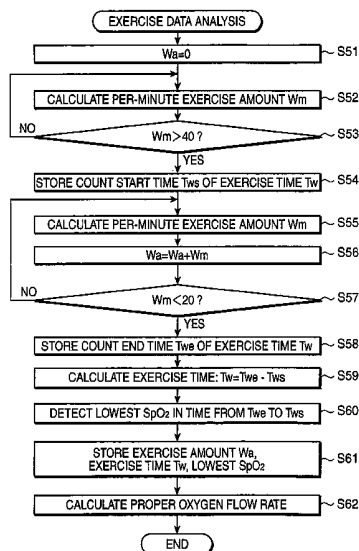 EXERCISE DATA ANALYSIS
Wa=0
S51
CALCULATE PER-MINUTE EXERCISE AMOUNT Wm
S52
NO
Wm>40 ?
S53
YES
STORE COUNT START TIME Tws OF EXERCISE TIME Tw
S54
CALCULATE PER-MINUTE EXERCISE AMOUNT Wm
S55
Wa=Wa+Wm
S56
NO
Wm<20 ?
S57
YES
STORE COUNT END TIME Twe OF EXERCISE TIME Tw
S58
CALCULATE EXERCISE TIME: Tw=Twe - Tws
S59
DETECT LOWEST SpO2 IN TIME FROM Twe TO Tws
S60
STORE EXERCISE AMOUNT Wa,
EXERCISE TIME Tw, LOWEST SpO2
S61
CALCULATE PROPER OXYGEN FLOW RATE
S62
END